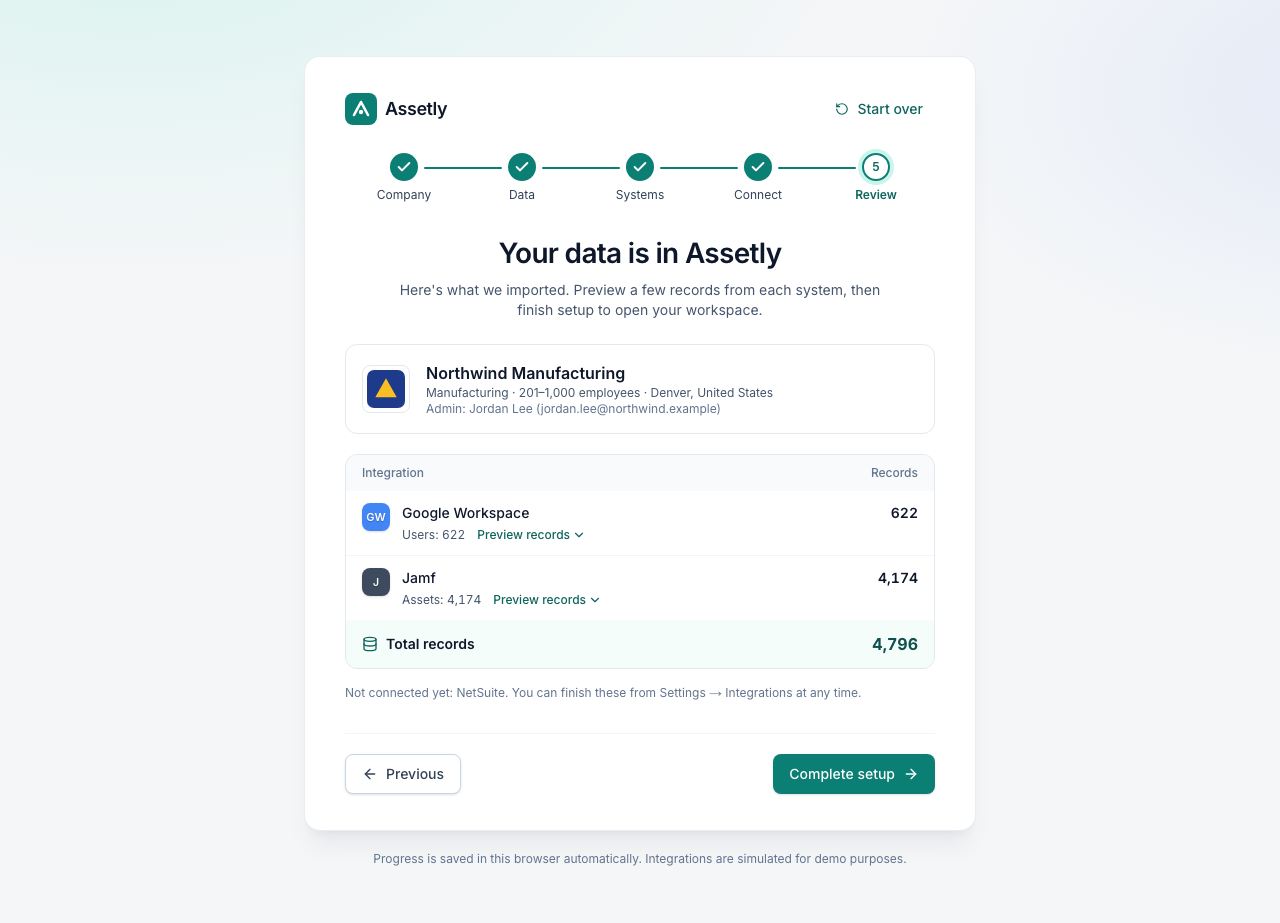 Assetly
Start over
5
Company
Data
Systems
Connect
Review
Your data is in Assetly
Here's what we imported. Preview a few records from each system, then
finish setup to open your workspace.
Northwind Manufacturing
Manufacturing · 201–1,000 employees · Denver, United States
Admin: Jordan Lee (jordan.lee@northwind.example)
Integration Records
GW Google Workspace 622
Users: 622 Preview records
J Jamf 4,174
Assets: 4,174 Preview records
Total records 4,796
Not connected yet: NetSuite. You can finish these from Settings → Integrations at any time.
Previous
Complete setup
Progress is saved in this browser automatically. Integrations are simulated for demo purposes.